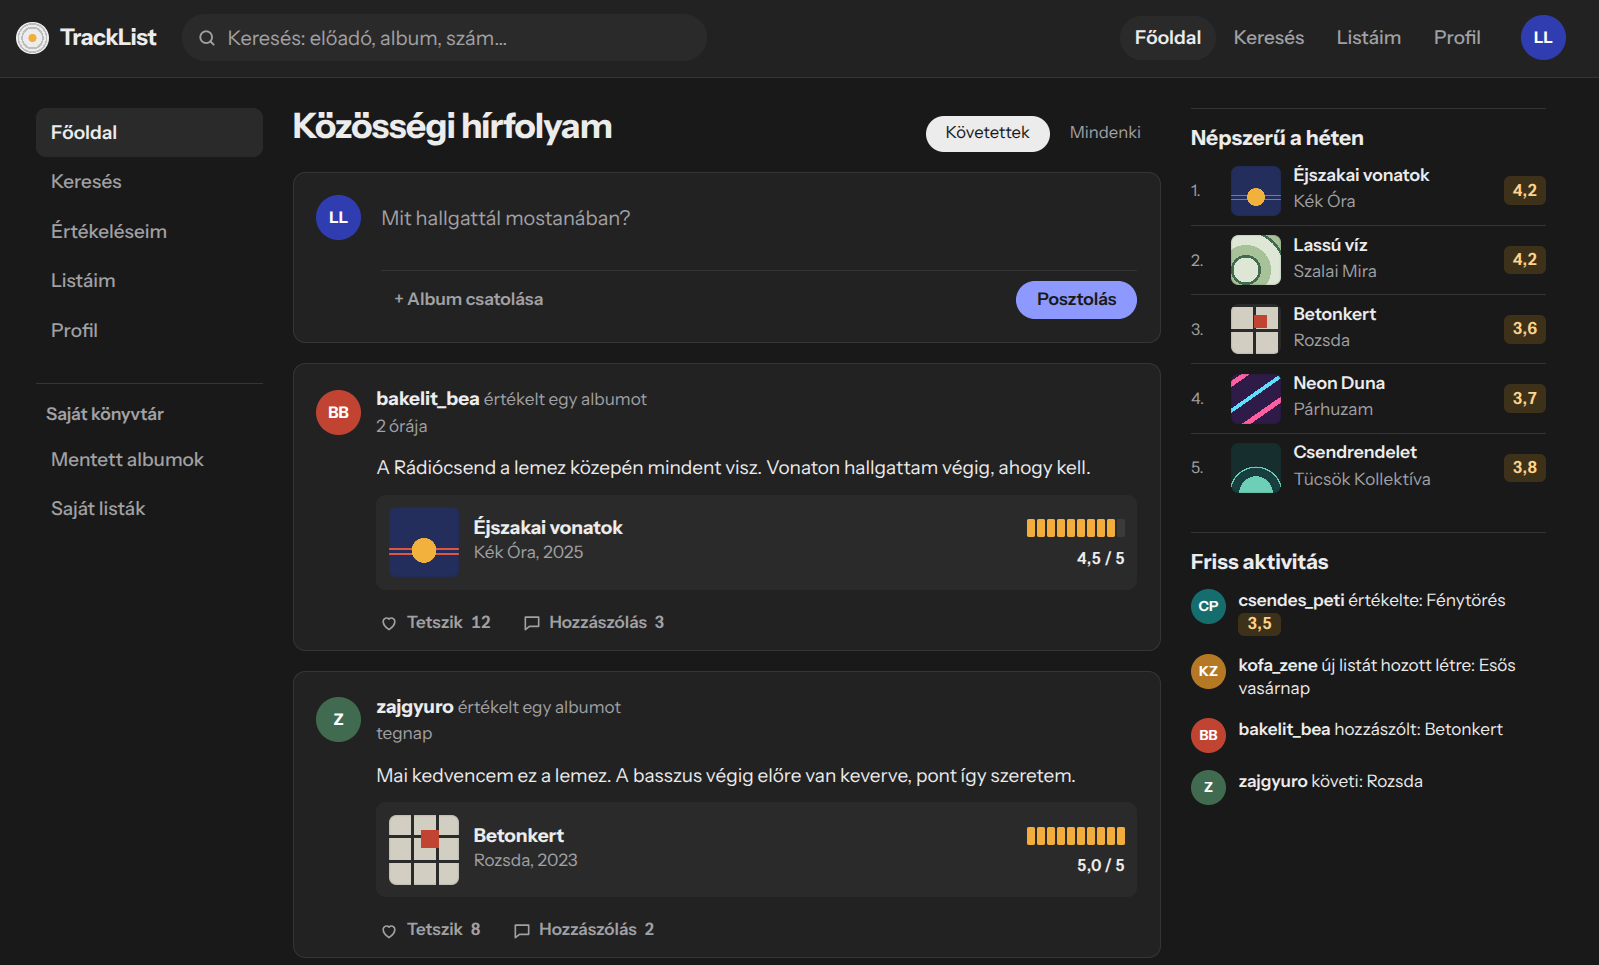 TrackList
Keresés: előadó, album, szám...
Főoldal
Keresés
Listáim
Profil
LL
Főoldal
Keresés
Értékeléseim
Listáim
Profil
Saját könyvtár
Mentett albumok
Saját listák
Közösségi hírfolyam
Követettek
Mindenki
LL
Mit hallgattál mostanában?
+ Album csatolása
Posztolás
BB
bakelit_bea értékelt egy albumot
2 órája
A Rádiócsend a lemez közepén mindent visz. Vonaton hallgattam végig, ahogy kell.
Éjszakai vonatok
Kék Óra, 2025
4,5 / 5
Tetszik 12
Hozzászólás 3
Z
zajgyuro értékelt egy albumot
tegnap
Mai kedvencem ez a lemez. A basszus végig előre van keverve, pont így szeretem.
Betonkert
Rozsda, 2023
5,0 / 5
Tetszik 8
Hozzászólás 2
Népszerű a héten
1.
Éjszakai vonatok
Kék Óra
4,2
2.
Lassú víz
Szalai Mira
4,2
3.
Betonkert
Rozsda
3,6
4.
Neon Duna
Párhuzam
3,7
5.
Csendrendelet
Tücsök Kollektíva
3,8
Friss aktivitás
CP
csendes_peti értékelte: Fénytörés
3,5
KZ
kofa_zene új listát hozott létre: Esős
vasárnap
BB
bakelit_bea hozzászólt: Betonkert
Z
zajgyuro követi: Rozsda